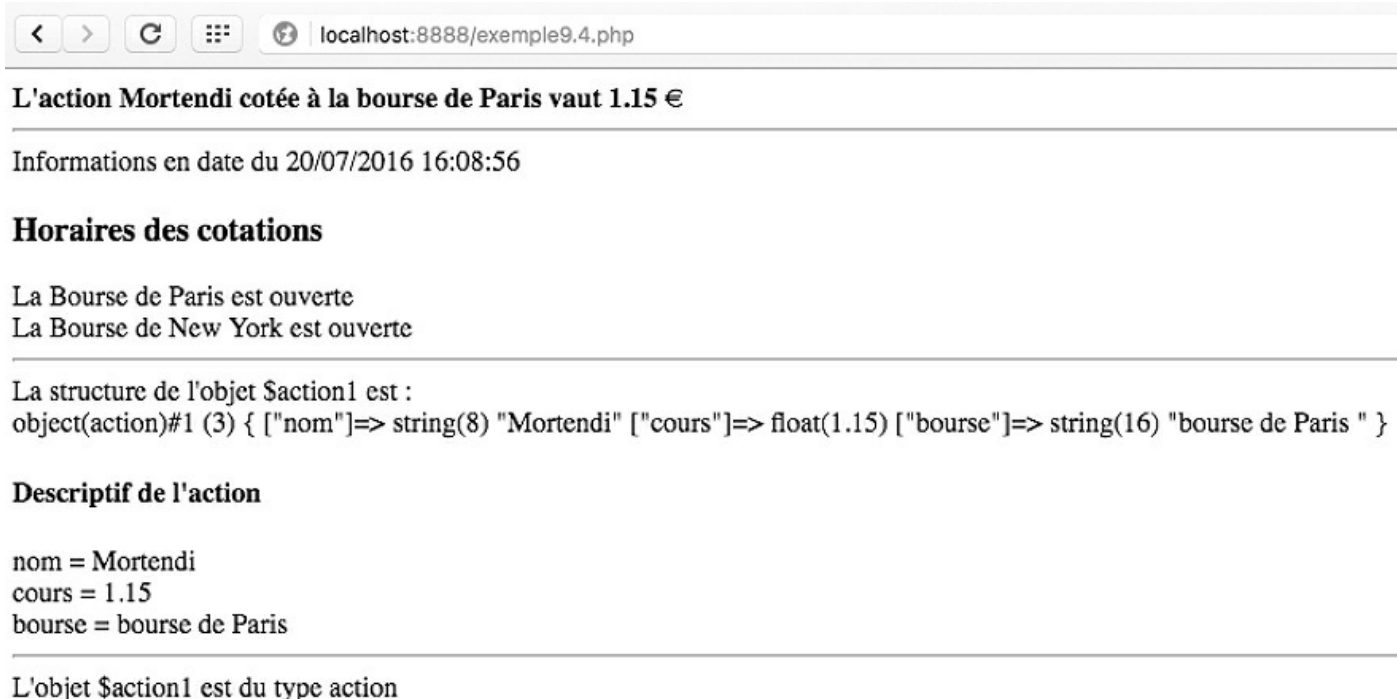 localhost:8888/exemple9.4.php
L'action Mortendi cotée à la bourse de Paris vaut 1.15 €
Informations en date du 20/07/2016 16:08:56
Horaires des cotations
La Bourse de Paris est ouverte
La Bourse de New York est ouverte
La structure de l'objet $action1 est :
object(action)#1 (3) { ["nom"]=> string(8) "Mortendi" ["cours"]=> float(1.15) ["bourse"]=> string(16) "bourse de Paris " }
Descriptif de l'action
nom = Mortendi
cours = 1.15
bourse = bourse de Paris
L'objet $action1 est du type action